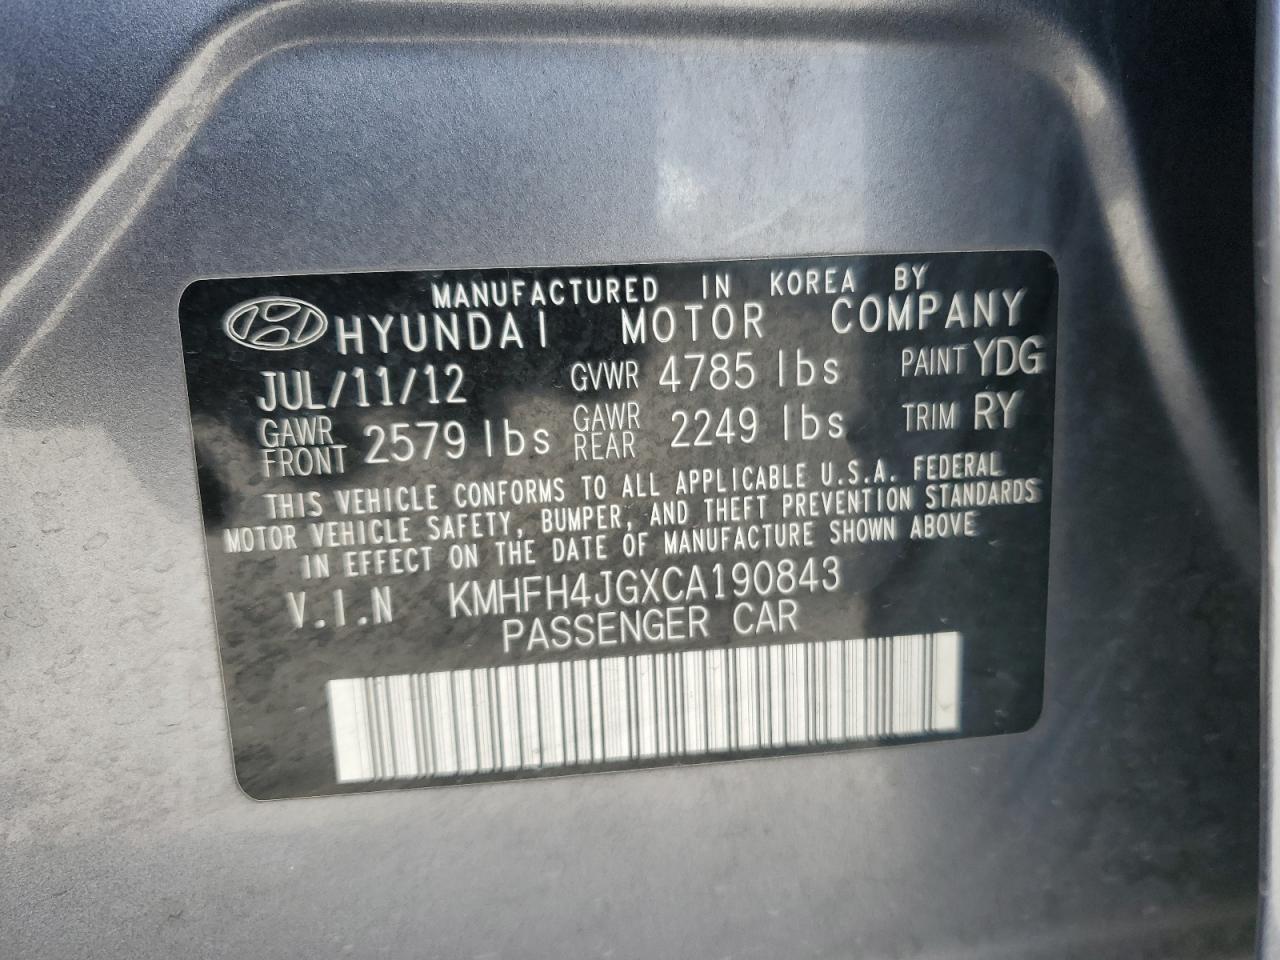 MANUFACTURED IN KOREA BY
HYUNDAI MOTOR COMPANY
JUL/11/12 GVWR 4785 lbs PAINT YDG
GAWR FRONT 2579 lbs GAWR REAR 2249 lbs TRIM RY
THIS VEHICLE CONFORMS TO ALL APPLICABLE U.S.A. FEDERAL
MOTOR VEHICLE SAFETY, BUMPER, AND THEFT PREVENTION STANDARDS
IN EFFECT ON THE DATE OF MANUFACTURE SHOWN ABOVE
V.I.N KMHFH4JGXCA190843
PASSENGER CAR